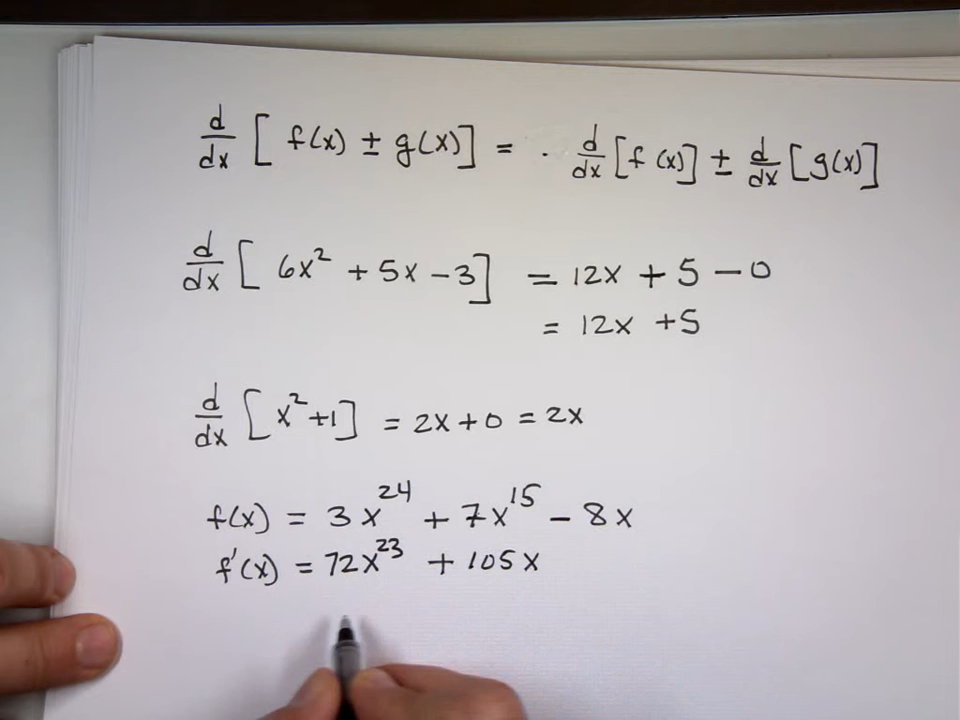 d/dx [ f(x) ± g(x) ] = d/dx [f(x)] ± d/dx [g(x)]
d/dx [ 6x² + 5x − 3 ] = 12x + 5 − 0
= 12x + 5
d/dx [ x² + 1 ] = 2x + 0 = 2x
f(x) = 3x²⁴ + 7x¹⁵ − 8x
f'(x) = 72x²³ + 105x